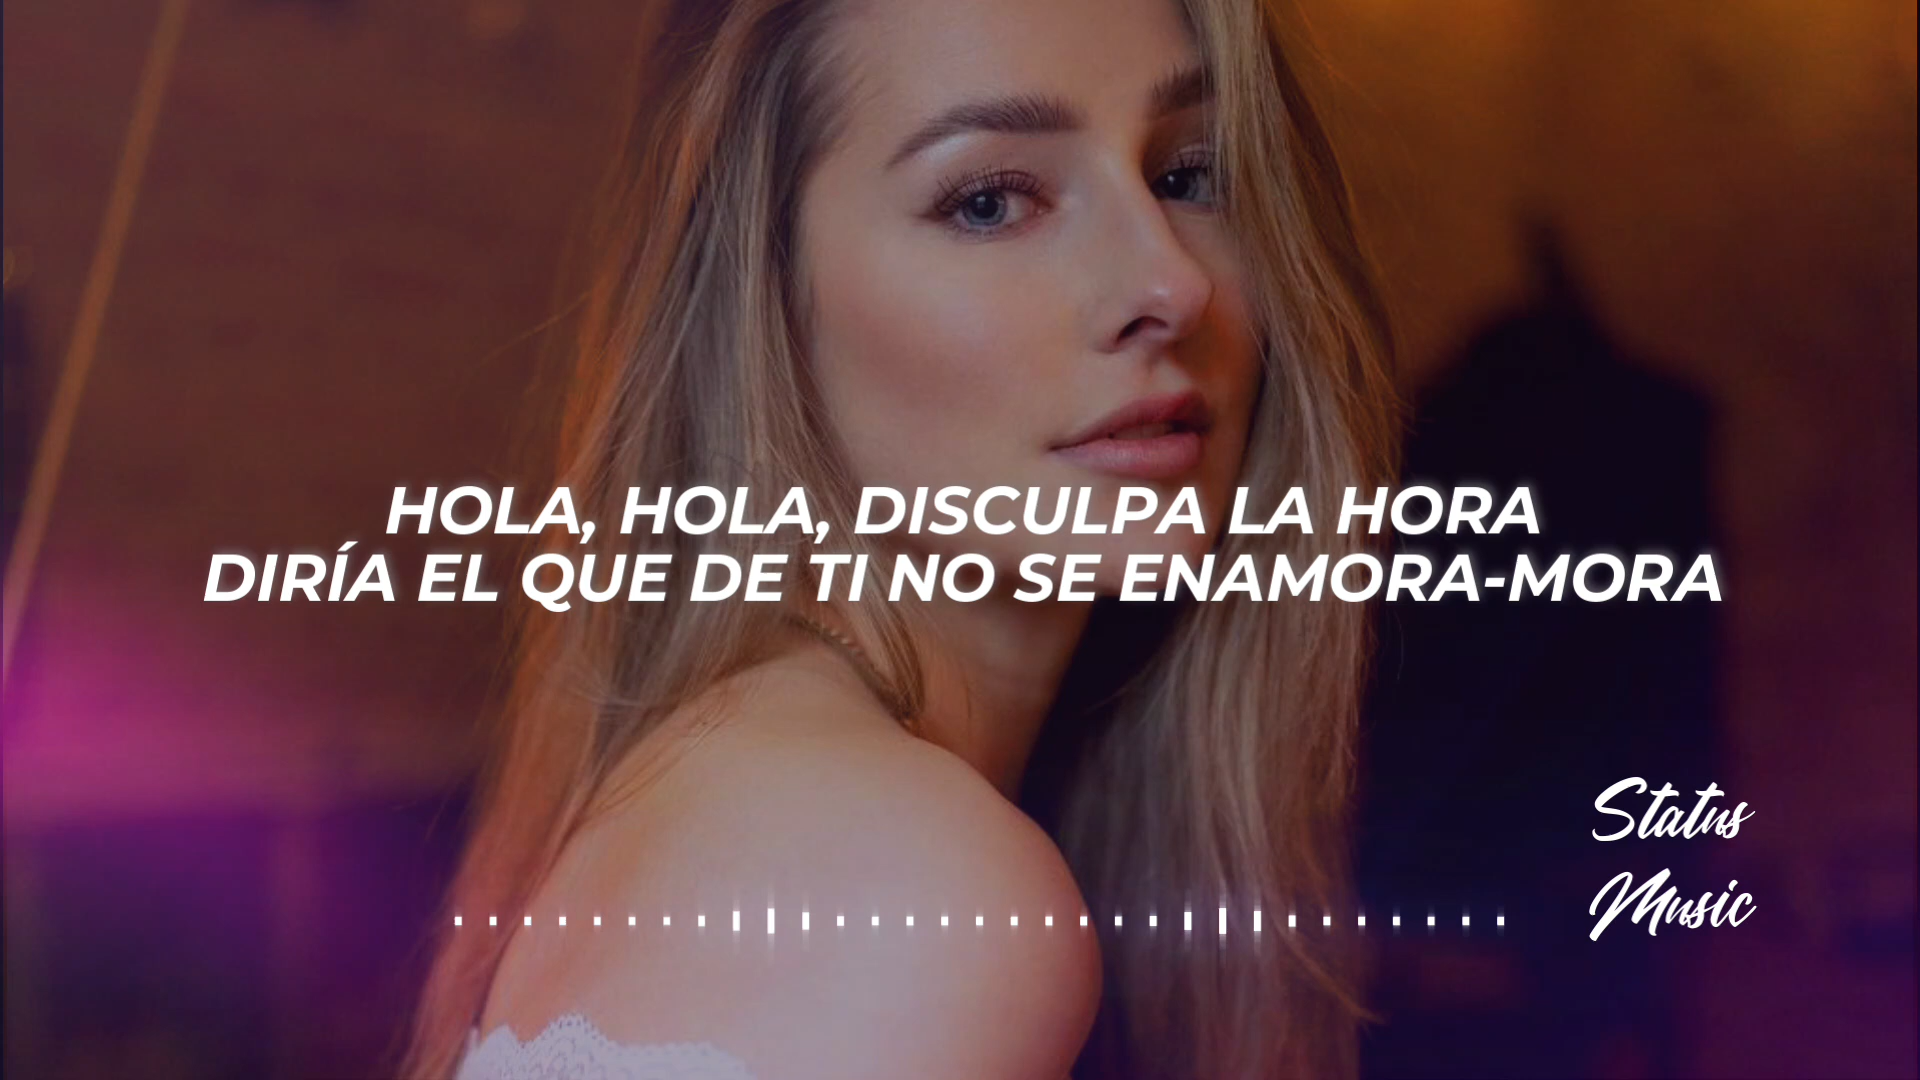 HOLA, HOLA, DISCULPA LA HORA
DIRÍA EL QUE DE TI NO SE ENAMORA-MORA
Status
Music